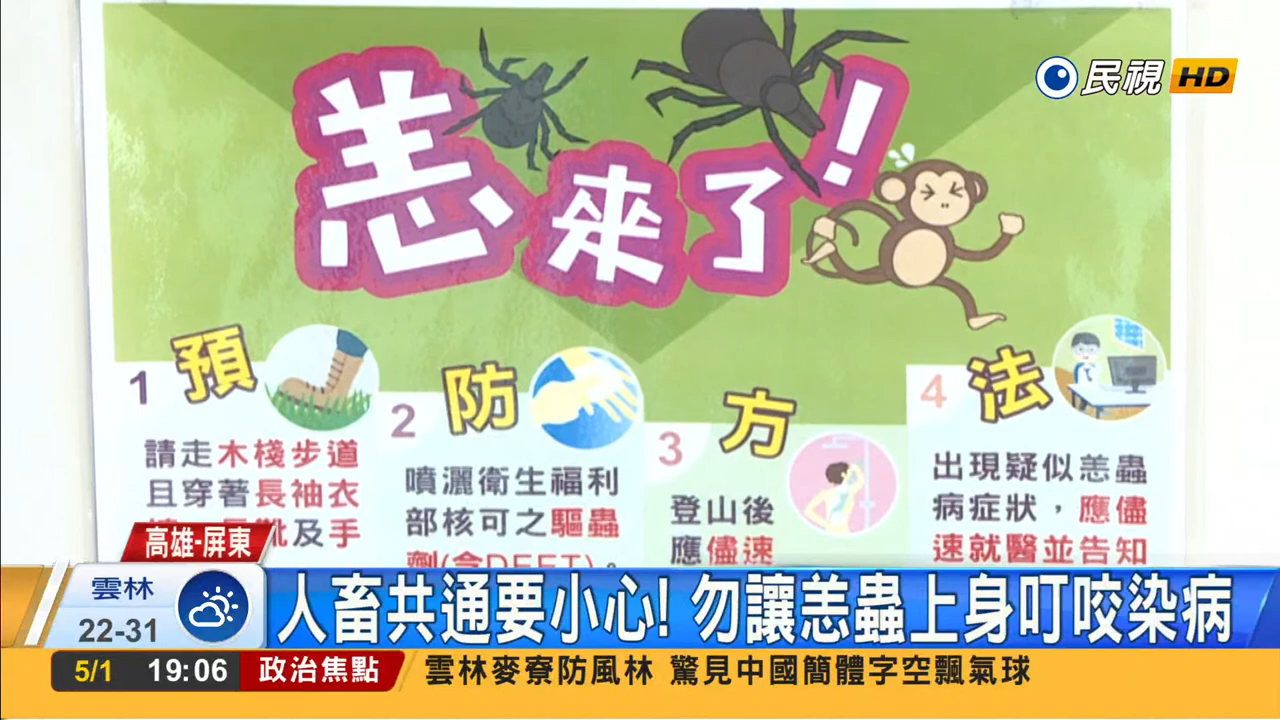 民視 HD
恙來了!
預防方法
1
請走木棧步道
且穿著長袖衣
及手
2
噴灑衛生福利
部核可之驅蟲
劑(含DEET)。
3
登山後
應儘速
4
出現疑似恙蟲
病症狀，應儘
速就醫並告知
高雄-屏東
雲林
22-31
人畜共通要小心! 勿讓恙蟲上身叮咬染病
5/1 19:06 政治焦點 雲林麥寮防風林 驚見中國簡體字空飄氣球